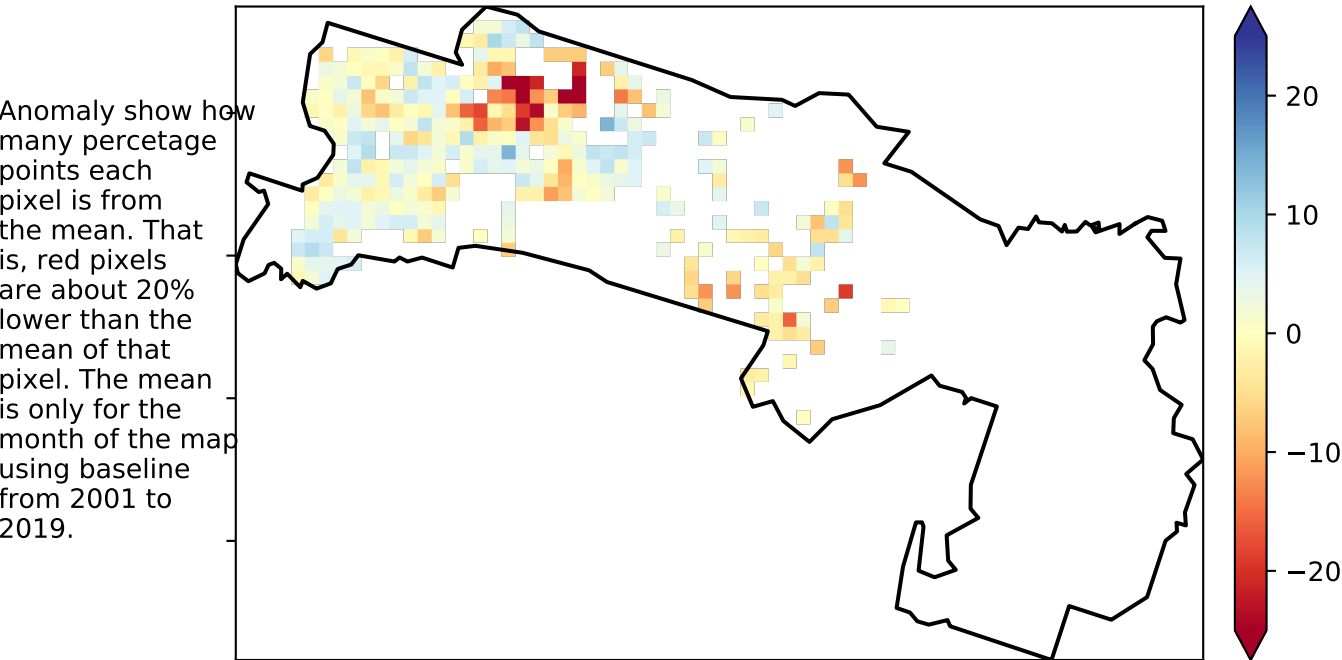 Anomaly show how
many percetage
points each
pixel is from
the mean. That
is, red pixels
are about 20%
lower than the
mean of that
pixel. The mean
is only for the
month of the map
using baseline
from 2001 to
2019.
20
10
0
−10
−20